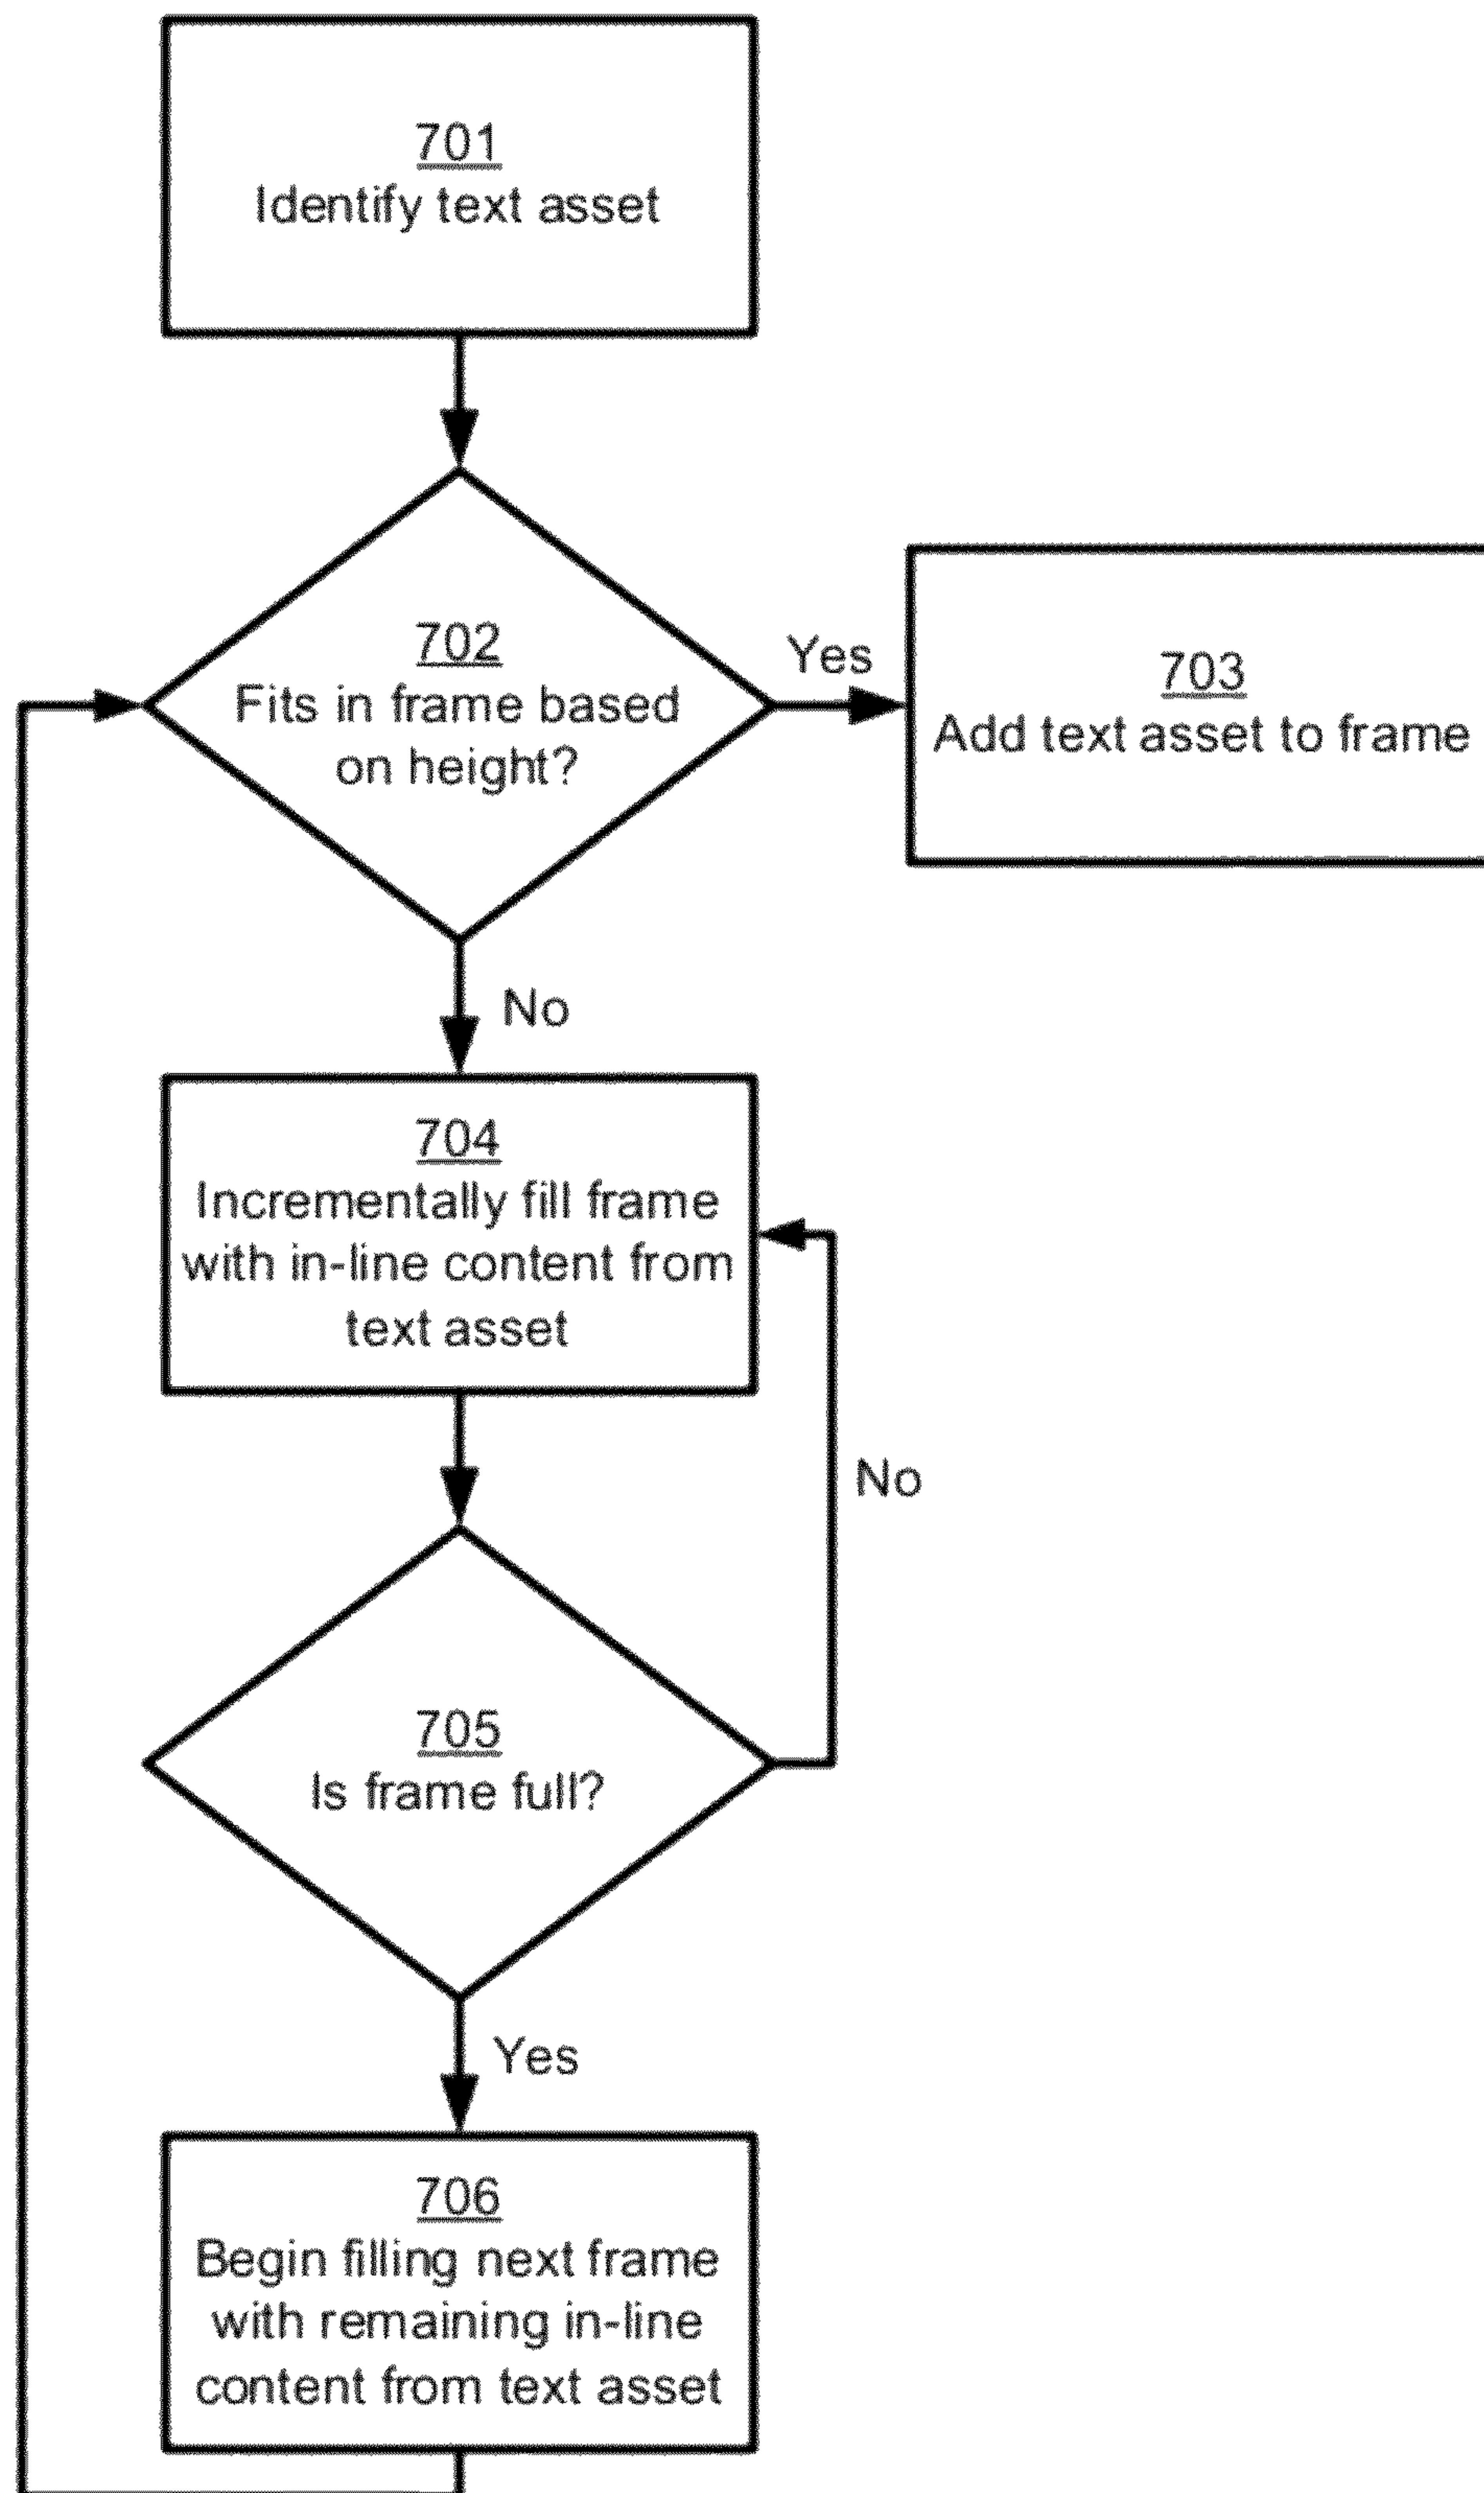 701
Identify text asset
702
Fits in frame based
on height?
Yes
703
Add text asset to frame
No
704
Incrementally fill frame
with in-line content from
text asset
No
705
Is frame full?
Yes
706
Begin filling next frame
with remaining in-line
content from text asset